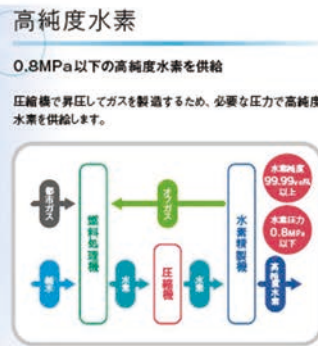 高純度水素
0.8MPa以下の高純度水素を供給
圧縮機で昇圧してガスを製造するため、必要な圧力で高純度
水素を供給します。
都市ガス
純水
燃料処理機
オフガス
水素
圧縮機
水素
水素精製機
水素純度
99.99vol%
以上
水素圧力
0.8MPa
以下
高純度水素